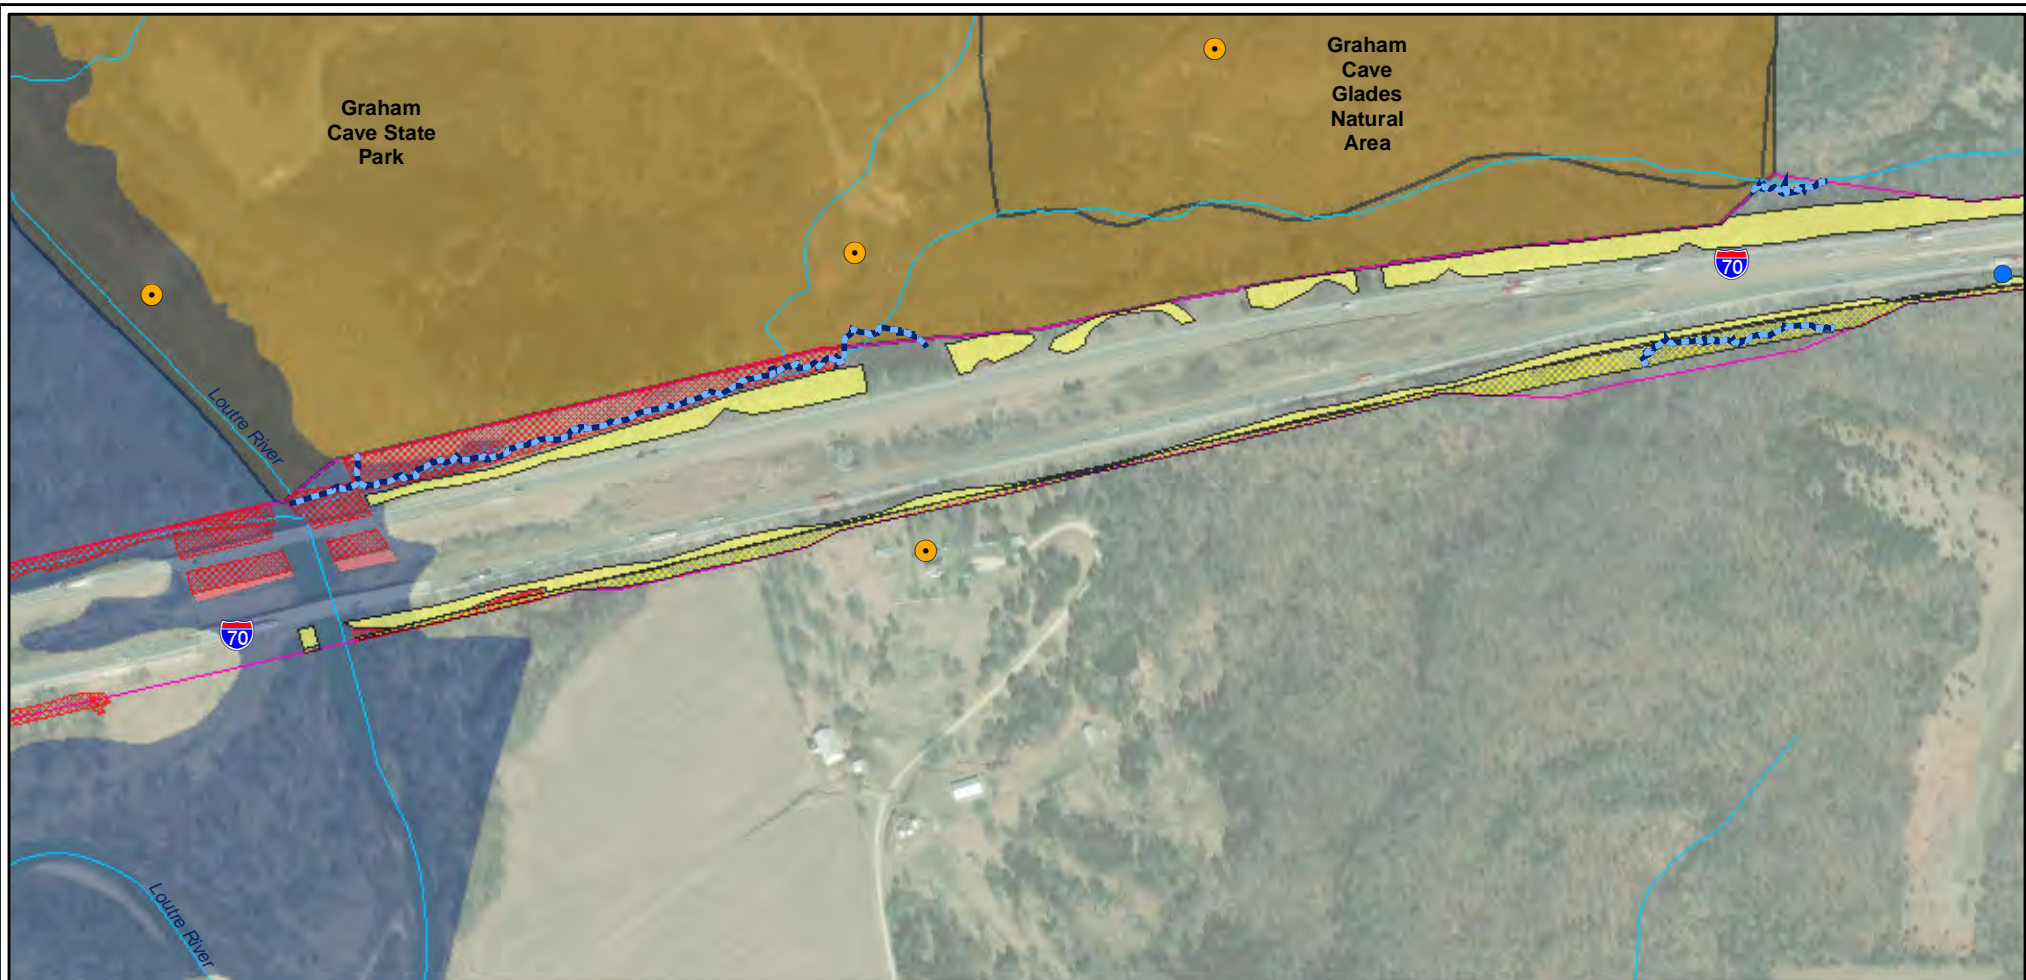 Graham
Cave State
Park
Graham
Cave
Glades
Natural
Area
70
Loutre River
70
Loutre River